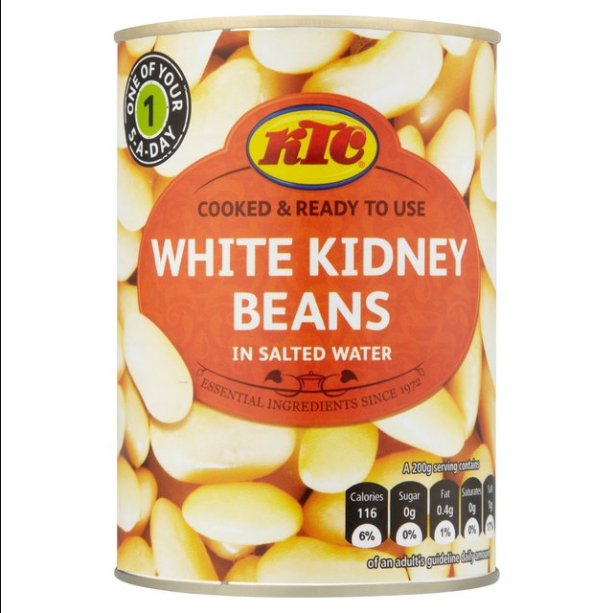 ONE OF YOUR
1
5-A-DAY
KTC
COOKED & READY TO USE
WHITE KIDNEY
BEANS
IN SALTED WATER
ESSENTIAL INGREDIENTS SINCE 1972
A 200g serving contains
Calories Sugar Fat Saturates
116 0g 0.4g 0g
6% 0% 1% 0%
of an adult's guideline daily amount